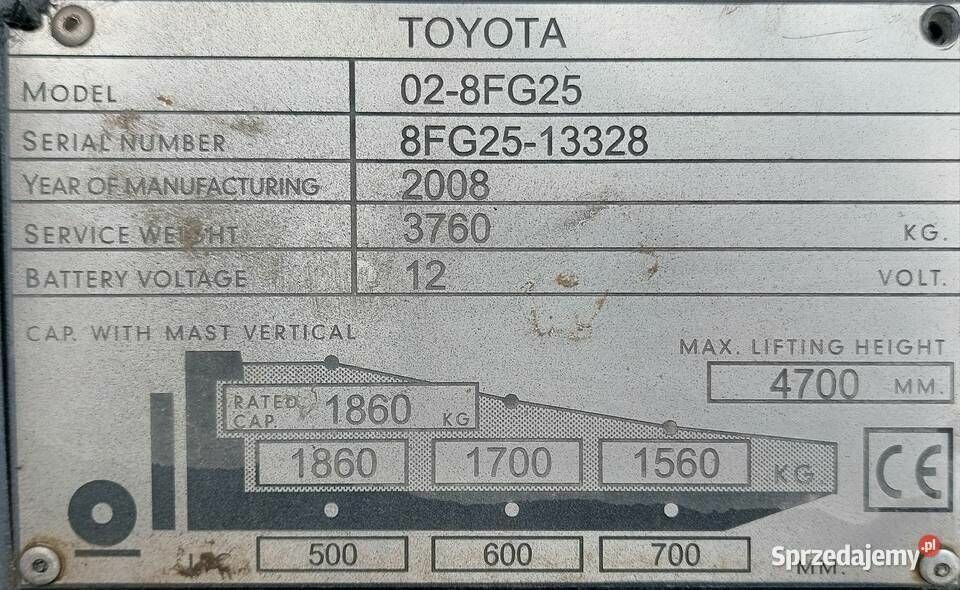 TOYOTA
MODEL 02-8FG25
SERIAL NUMBER 8FG25-13328
YEAR OF MANUFACTURING 2008
SERVICE WEIGHT 3760 KG.
BATTERY VOLTAGE 12 VOLT.
CAP. WITH MAST VERTICAL
MAX. LIFTING HEIGHT
4700 MM.
RATED CAP. 1860 KG
1860 1700 1560 KG
CE
500 600 700 MM.
Sprzedajemy.pl